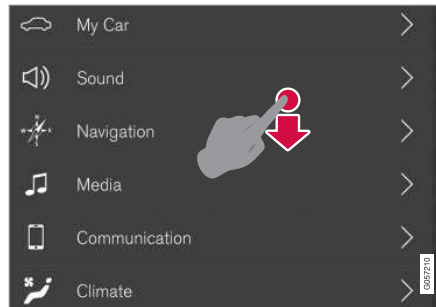 My Car
Sound
Navigation
Media
Communication
Climate
G057210